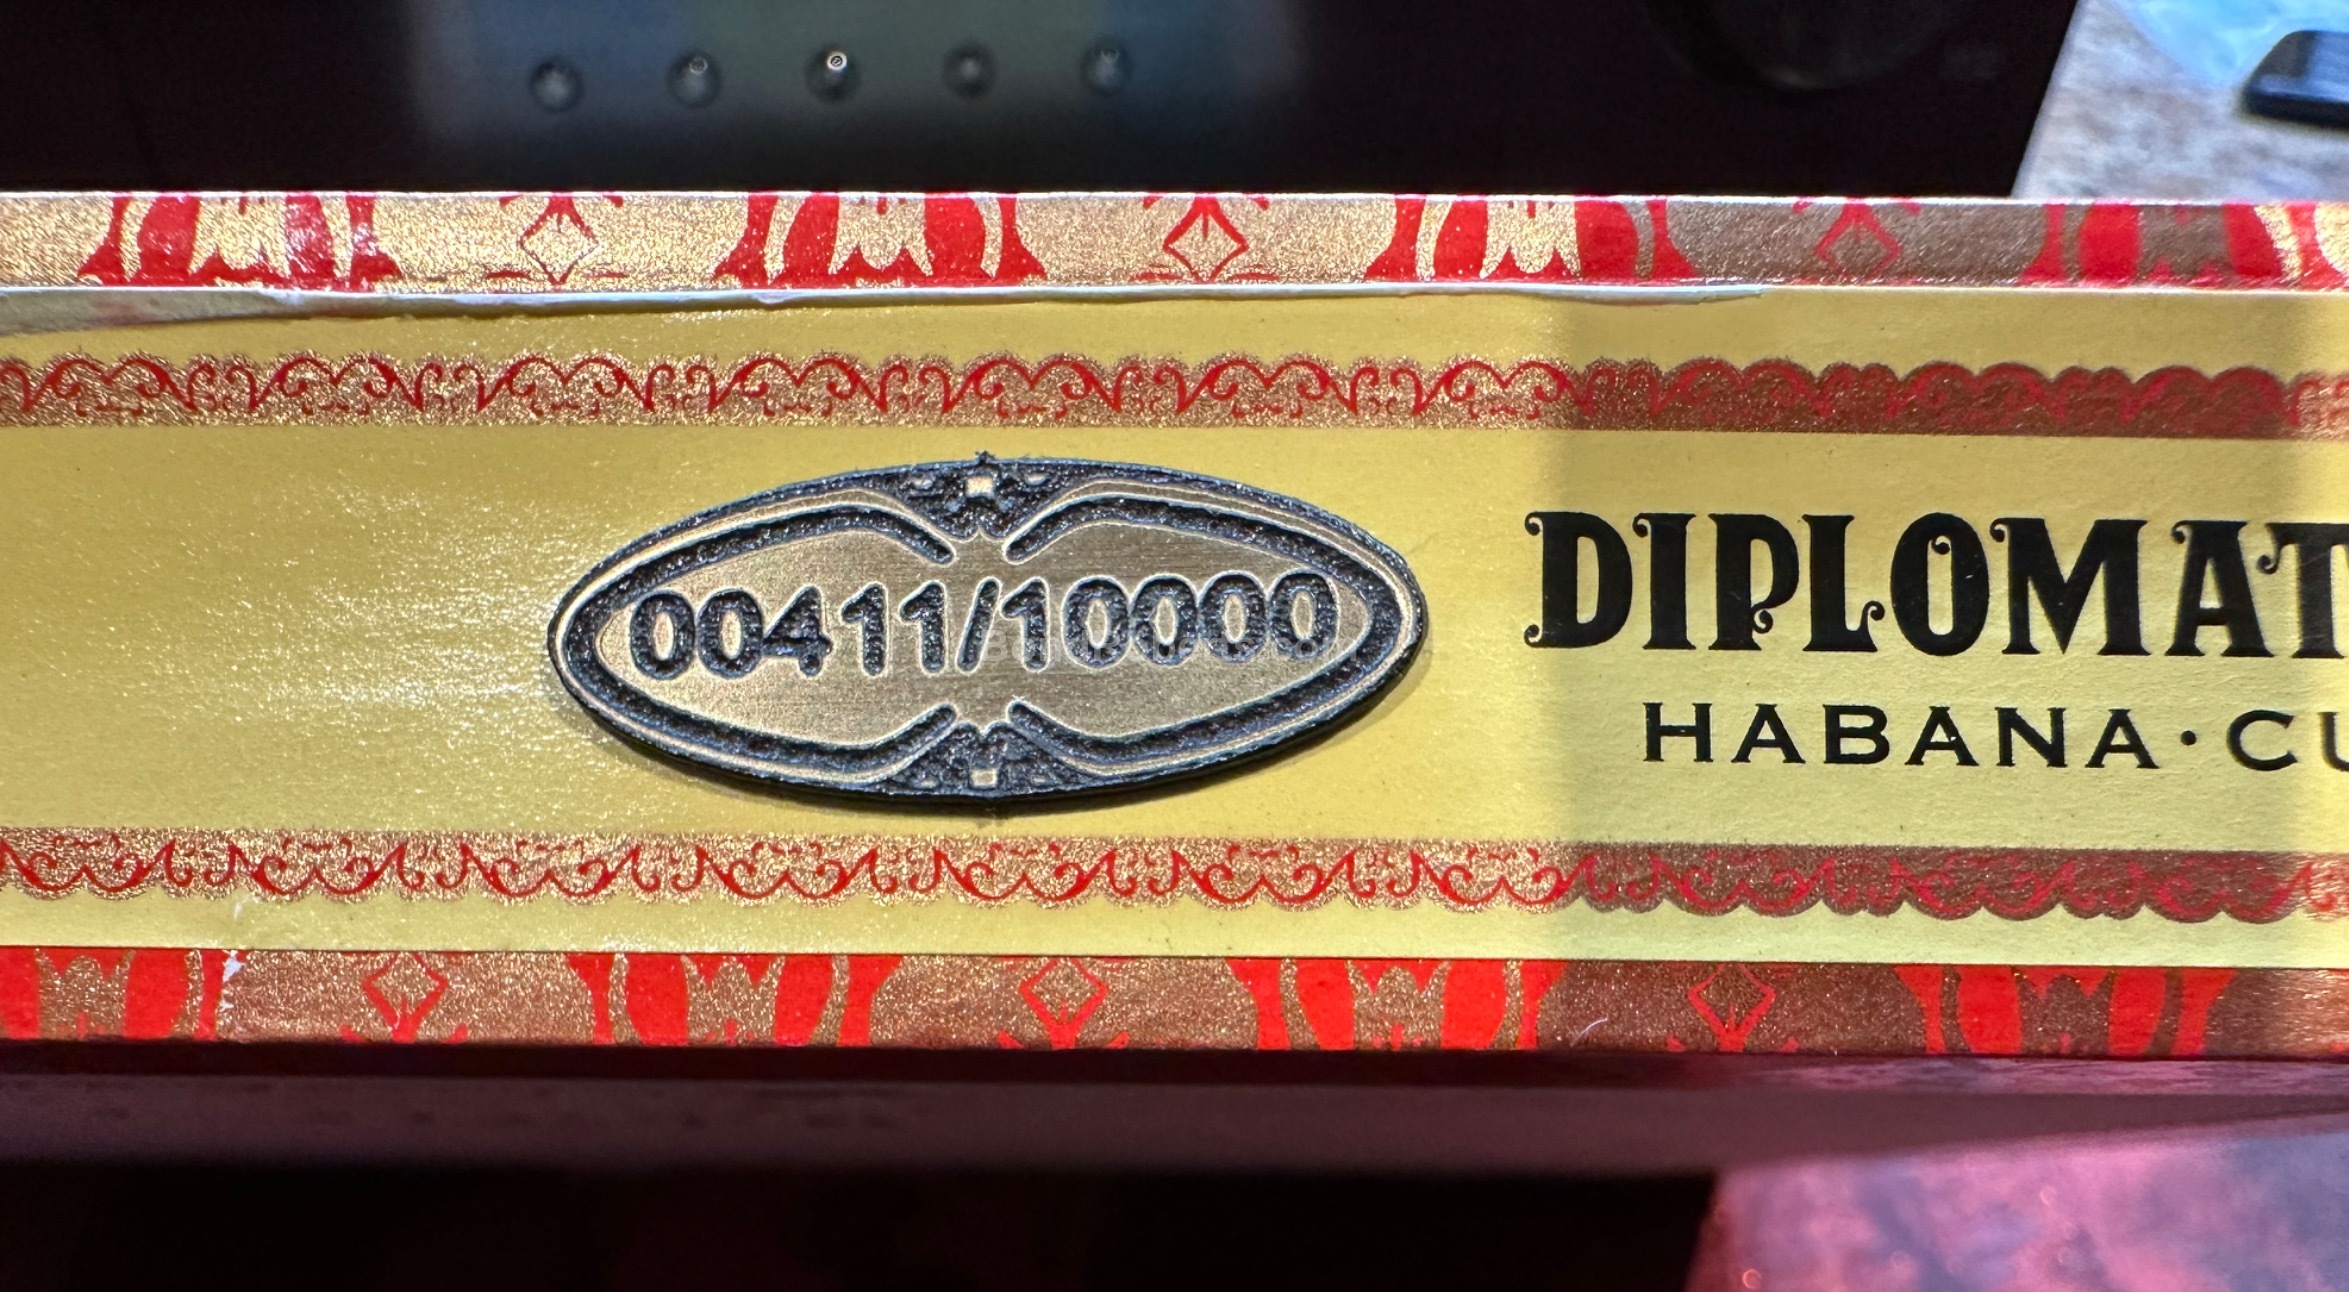 00411/10000
DIPLOMAT
HABANA · CU